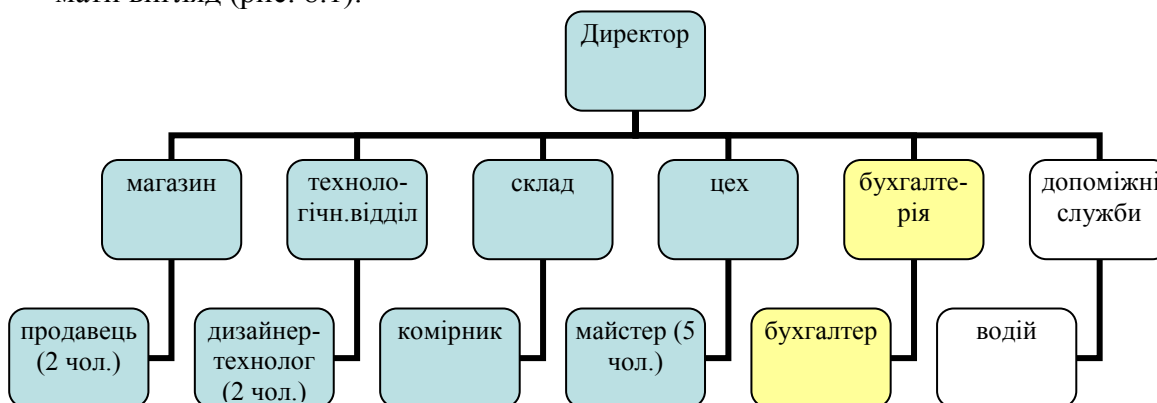 мати вигляд (рис. 6.1).
Директор
магазин
техноло-
гічн.відділ
склад
цех
бухгалте-
рія
допоміжні
служби
продавець
(2 чол.)
дизайнер-
технолог
(2 чол.)
комірник
майстер (5
чол.)
бухгалтер
водій